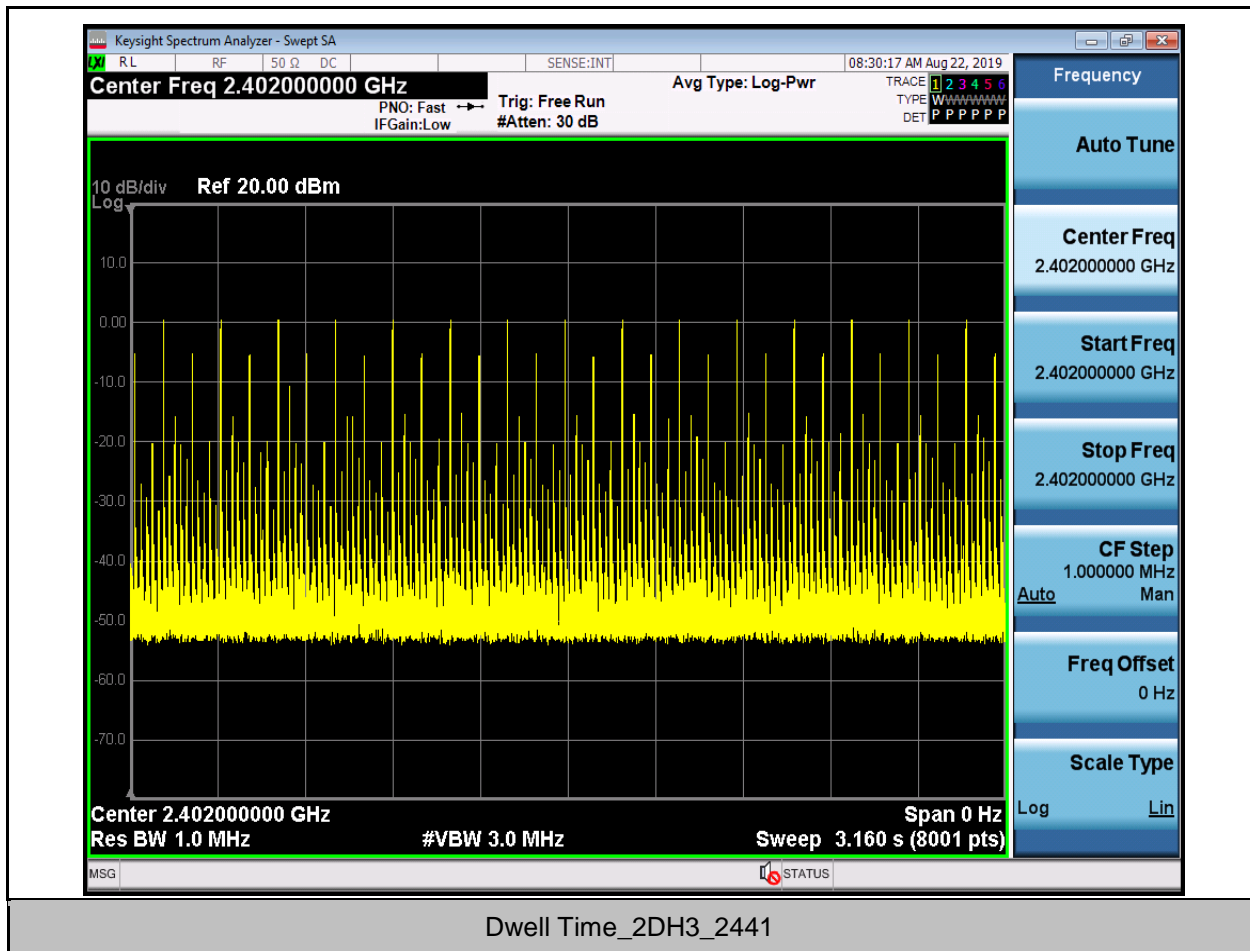 Keysight Spectrum Analyzer - Swept SA
LXI RL RF 50 Ω DC SENSE:INT 08:30:17 AM Aug 22, 2019
Center Freq 2.402000000 GHz
Avg Type: Log-Pwr
TRACE 1 2 3 4 5 6
PNO: Fast
Trig: Free Run
TYPE WWWWWW
IFGain:Low
#Atten: 30 dB
DET P P P P P P
10 dB/div Ref 20.00 dBm
Log
10.0
0.00
-10.0
-20.0
-30.0
-40.0
-50.0
-60.0
-70.0
Center 2.402000000 GHz
Span 0 Hz
Res BW 1.0 MHz
#VBW 3.0 MHz
Sweep 3.160 s (8001 pts)
MSG
STATUS
Frequency
Auto Tune
Center Freq
2.402000000 GHz
Start Freq
2.402000000 GHz
Stop Freq
2.402000000 GHz
CF Step
1.000000 MHz
Auto Man
Freq Offset
0 Hz
Scale Type
Log Lin
Dwell Time_2DH3_2441